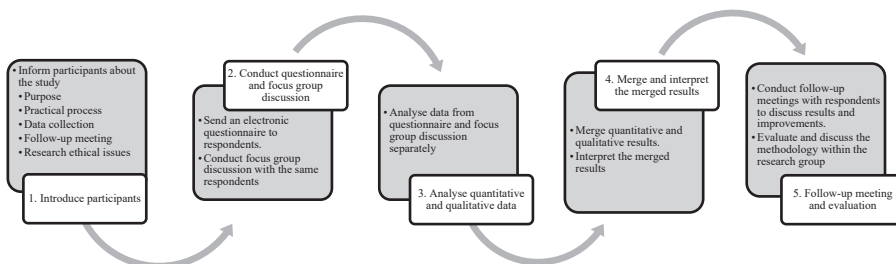 • Inform participants about
the study
• Purpose
• Practical process
• Data collection
• Follow-up meeting
• Research ethical issues
1. Introduce participants
2. Conduct questionnaire
and focus group
discussion
• Send an electronic
questionnaire to
respondents.
• Conduct focus group
discussion with the same
respondents
• Analyse data from
questionnaire and focus
group discussion
separately
3. Analyse quantitative
and qualitative data
4. Merge and interpret
the merged results
• Merge quantitative and
qualitative results.
• Interpret the merged
results
• Conduct follow-up
meetings with respondents
to discuss results and
improvements.
• Evaluate and discuss the
methodology within the
research group
5. Follow-up meeting
and evaluation